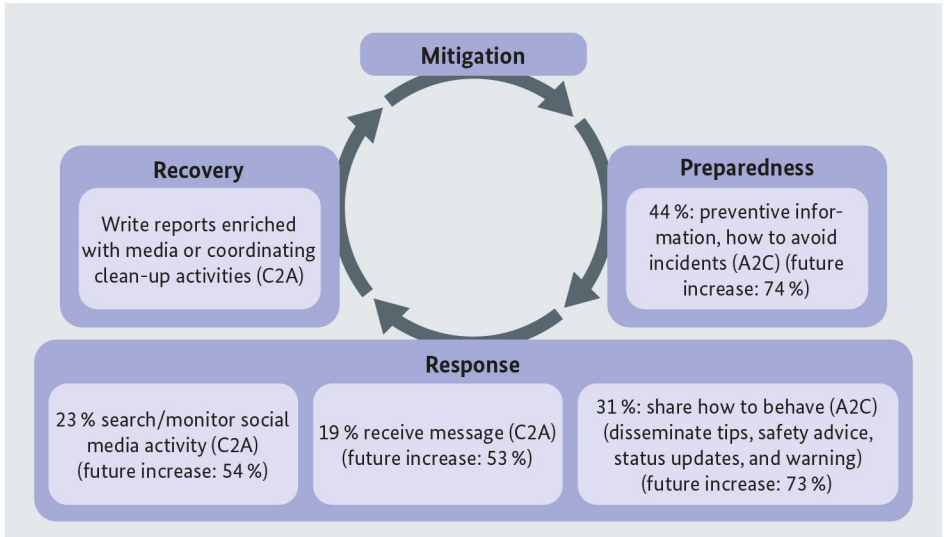 Mitigation
Recovery
Write reports enriched
with media or coordinating
clean-up activities (C2A)
Preparedness
44 %: preventive infor-
mation, how to avoid
incidents (A2C) (future
increase: 74 %)
Response
23 % search/monitor social
media activity (C2A)
(future increase: 54 %)
19 % receive message (C2A)
(future increase: 53 %)
31 %: share how to behave (A2C)
(disseminate tips, safety advice,
status updates, and warning)
(future increase: 73 %)